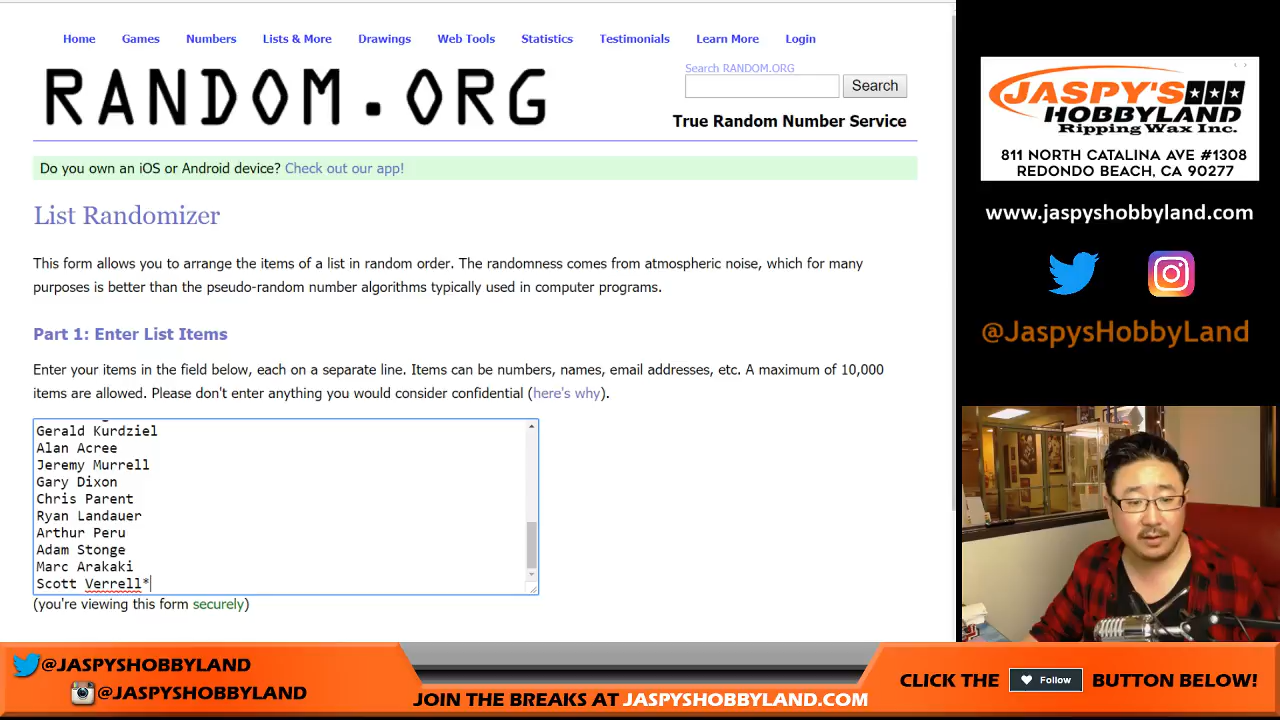 Home Games Numbers Lists & More Drawings Web Tools Statistics Testimonials Learn More Login
RANDOM.ORG
Search RANDOM.ORG
Search
True Random Number Service
Do you own an iOS or Android device? Check out our app!
List Randomizer
This form allows you to arrange the items of a list in random order. The randomness comes from atmospheric noise, which for many
purposes is better than the pseudo-random number algorithms typically used in computer programs.
Part 1: Enter List Items
Enter your items in the field below, each on a separate line. Items can be numbers, names, email addresses, etc. A maximum of 10,000
items are allowed. Please don't enter anything you would consider confidential (here's why).
Gerald Kurdziel
Alan Acree
Jeremy Murrell
Gary Dixon
Chris Parent
Ryan Landauer
Arthur Peru
Adam Stonge
Marc Arakaki
Scott Verrell*
(you're viewing this form securely)
JASPY'S
HOBBYLAND
Ripping Wax Inc.
811 NORTH CATALINA AVE #1308
REDONDO BEACH, CA 90277
www.jaspyshobbyland.com
@JaspysHobbyLand
@JASPYSHOBBYLAND
@JASPYSHOBBYLAND
JOIN THE BREAKS AT JASPYSHOBBYLAND.COM
CLICK THE Follow BUTTON BELOW!